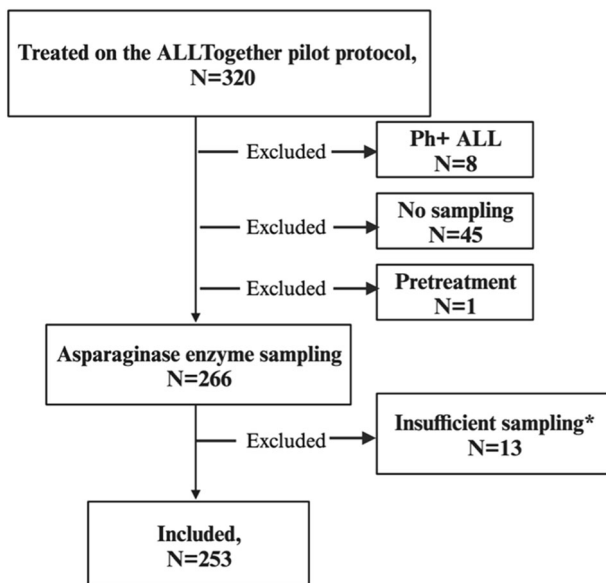 Treated on the ALLTogether pilot protocol,
N=320
Excluded
Ph+ ALL
N=8
Excluded
No sampling
N=45
Excluded
Pretreatment
N=1
Asparaginase enzyme sampling
N=266
Excluded
Insufficient sampling*
N=13
Included,
N=253